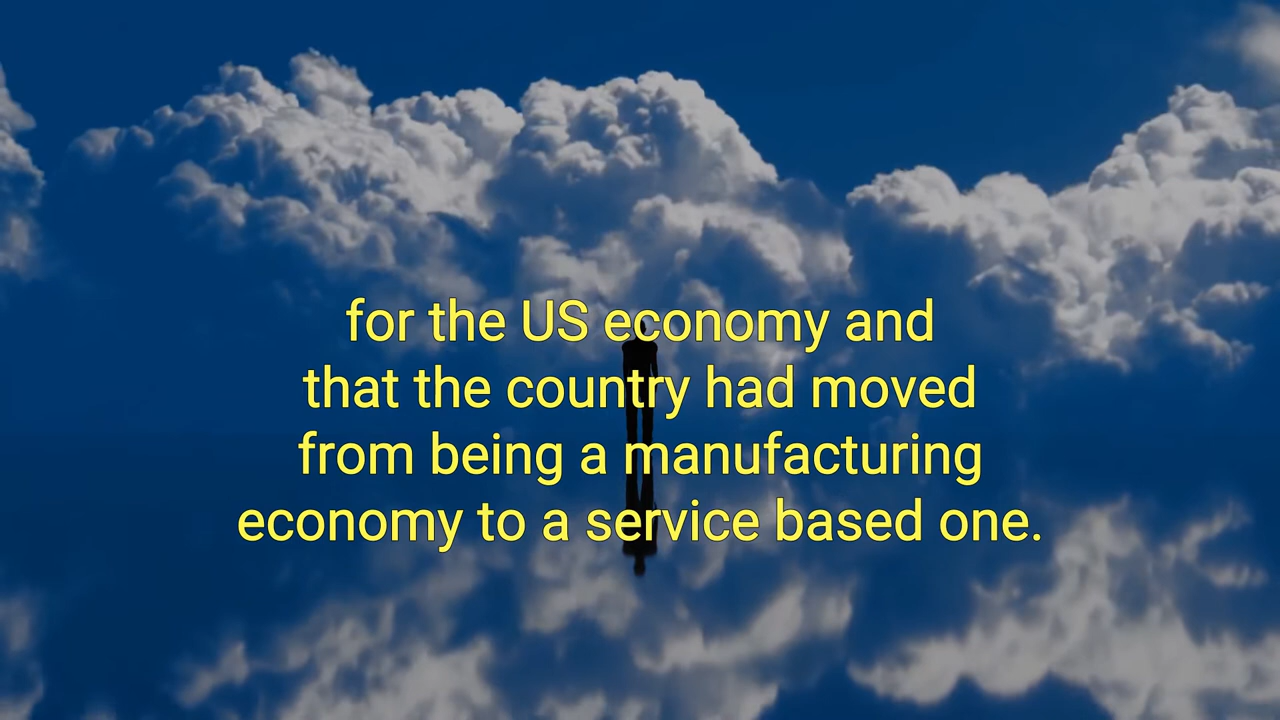 for the US economy and
that the country had moved
from being a manufacturing
economy to a service based one.